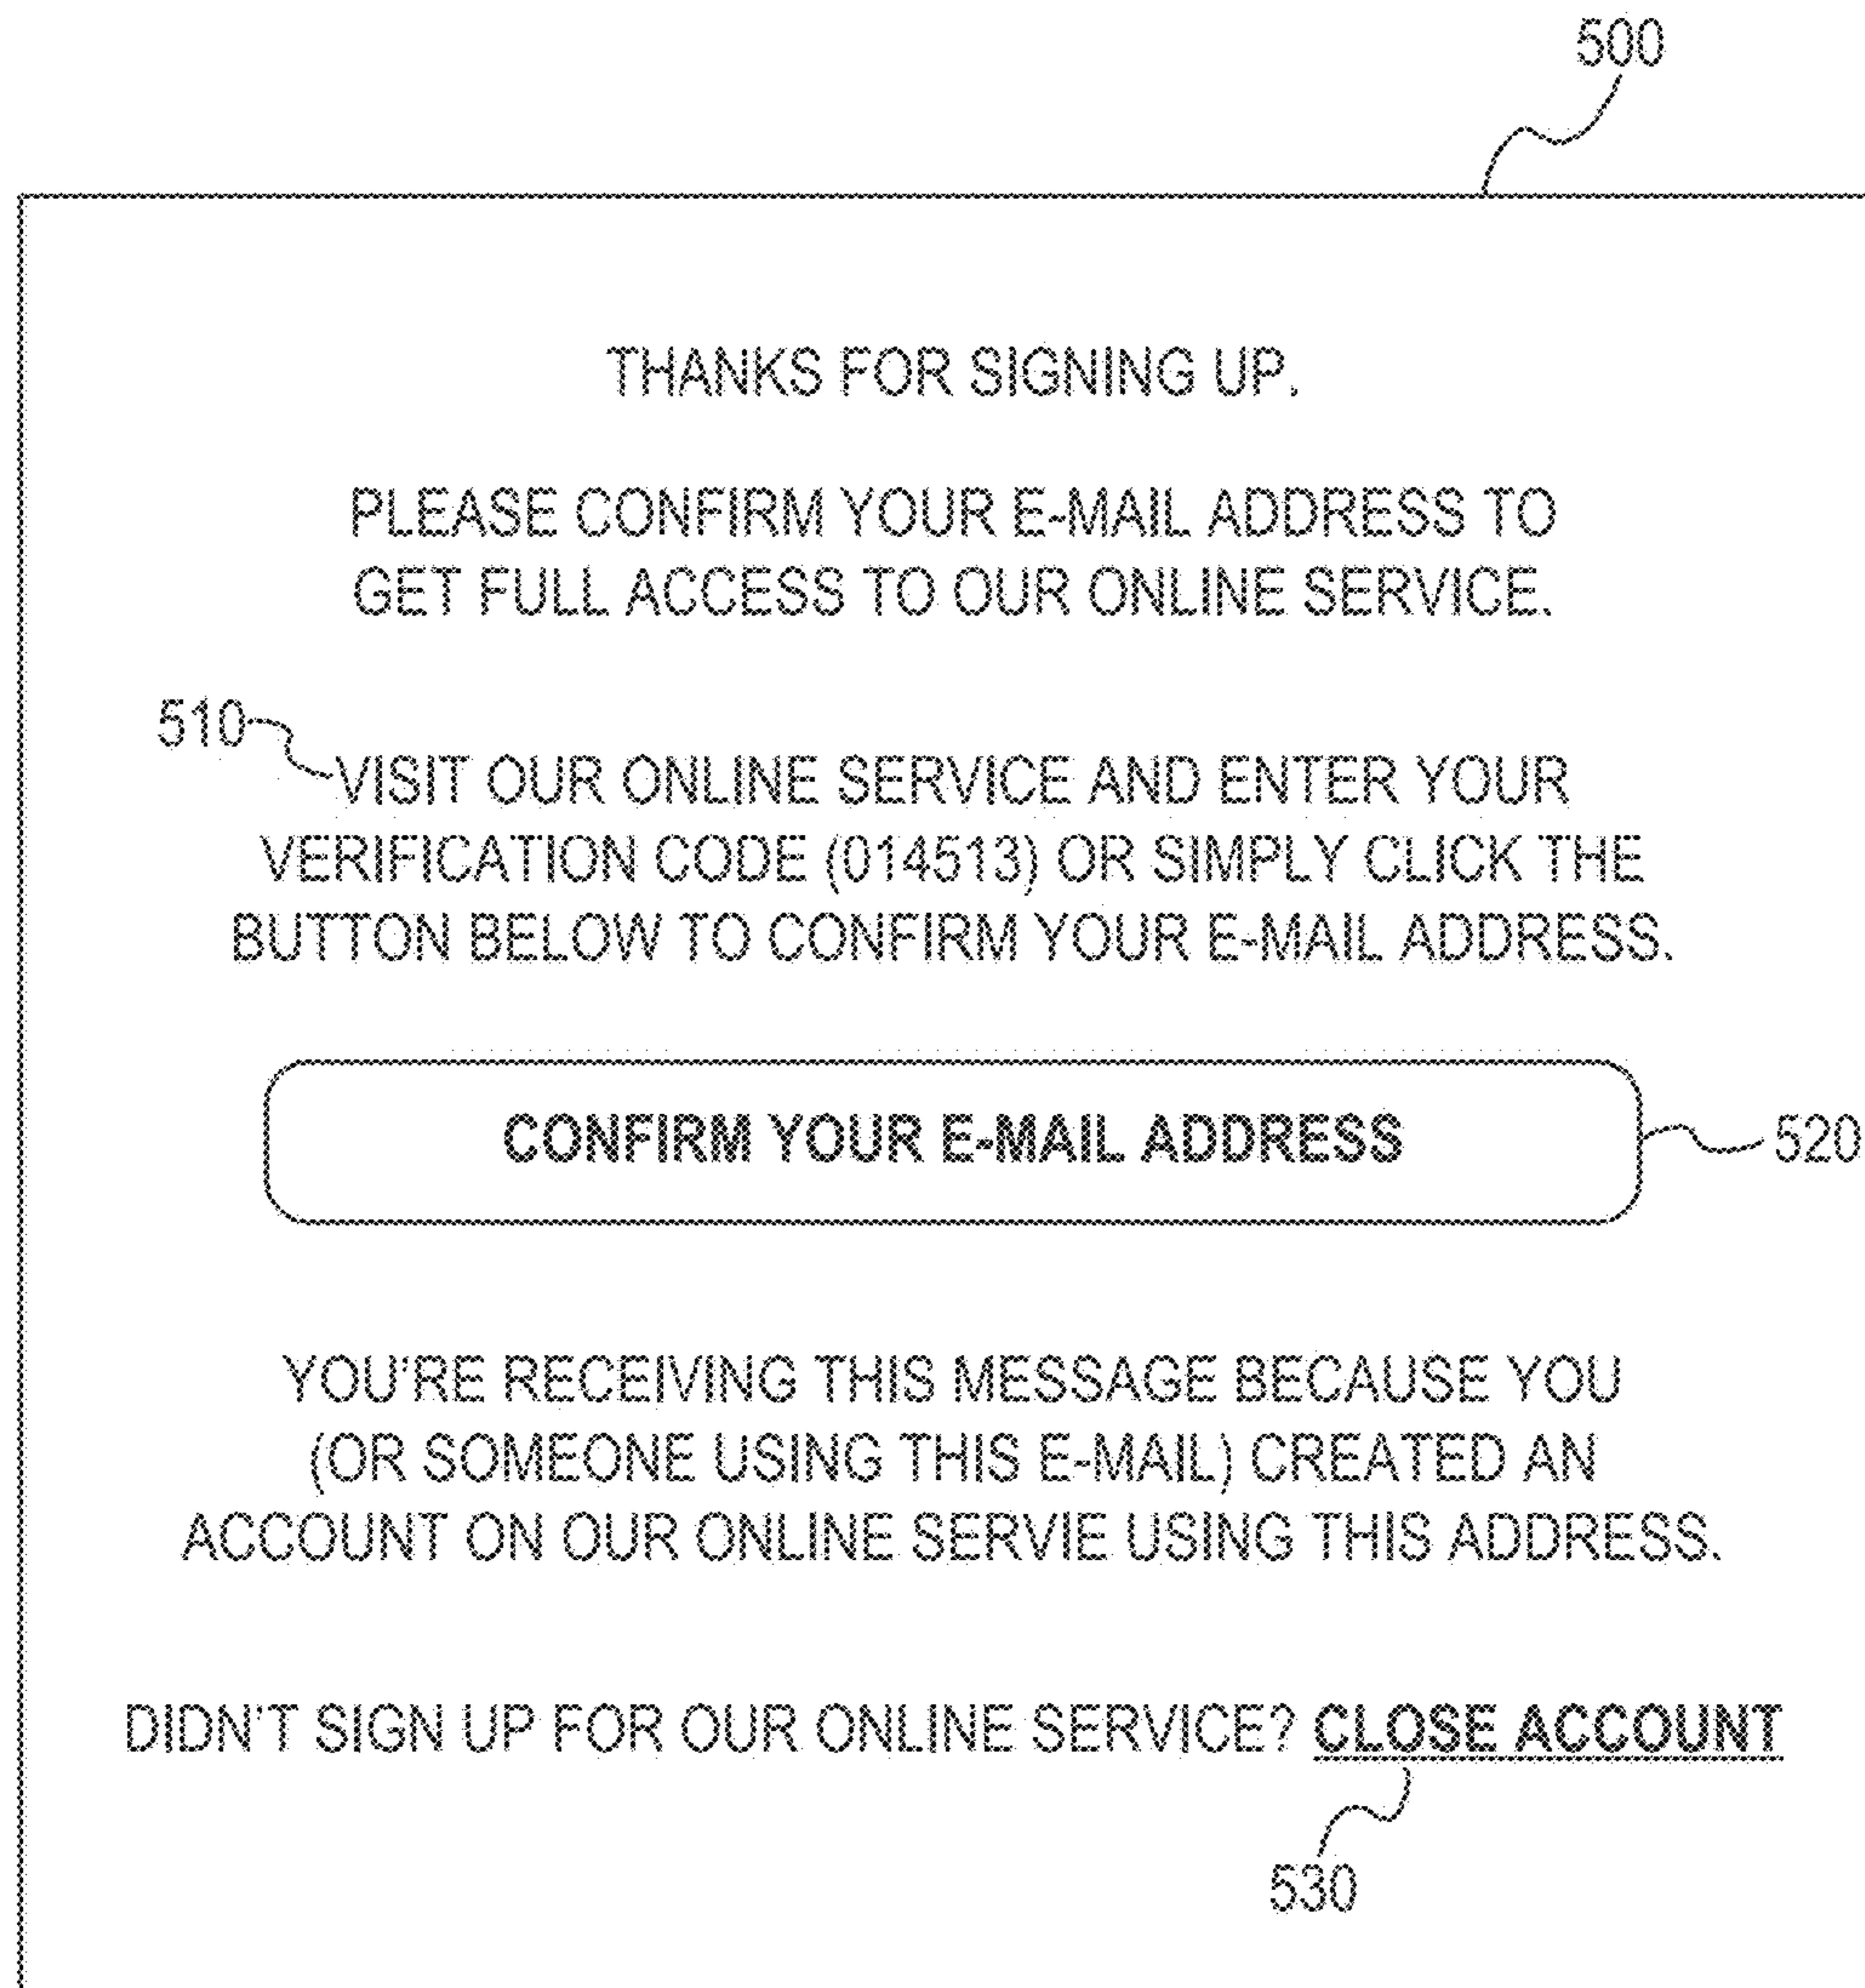 500
THANKS FOR SIGNING UP.
PLEASE CONFIRM YOUR E-MAIL ADDRESS TO
GET FULL ACCESS TO OUR ONLINE SERVICE.
510
VISIT OUR ONLINE SERVICE AND ENTER YOUR
VERIFICATION CODE (014513) OR SIMPLY CLICK THE
BUTTON BELOW TO CONFIRM YOUR E-MAIL ADDRESS.
CONFIRM YOUR E-MAIL ADDRESS
520
YOU'RE RECEIVING THIS MESSAGE BECAUSE YOU
(OR SOMEONE USING THIS E-MAIL) CREATED AN
ACCOUNT ON OUR ONLINE SERVIE USING THIS ADDRESS.
DIDN'T SIGN UP FOR OUR ONLINE SERVICE? CLOSE ACCOUNT
530